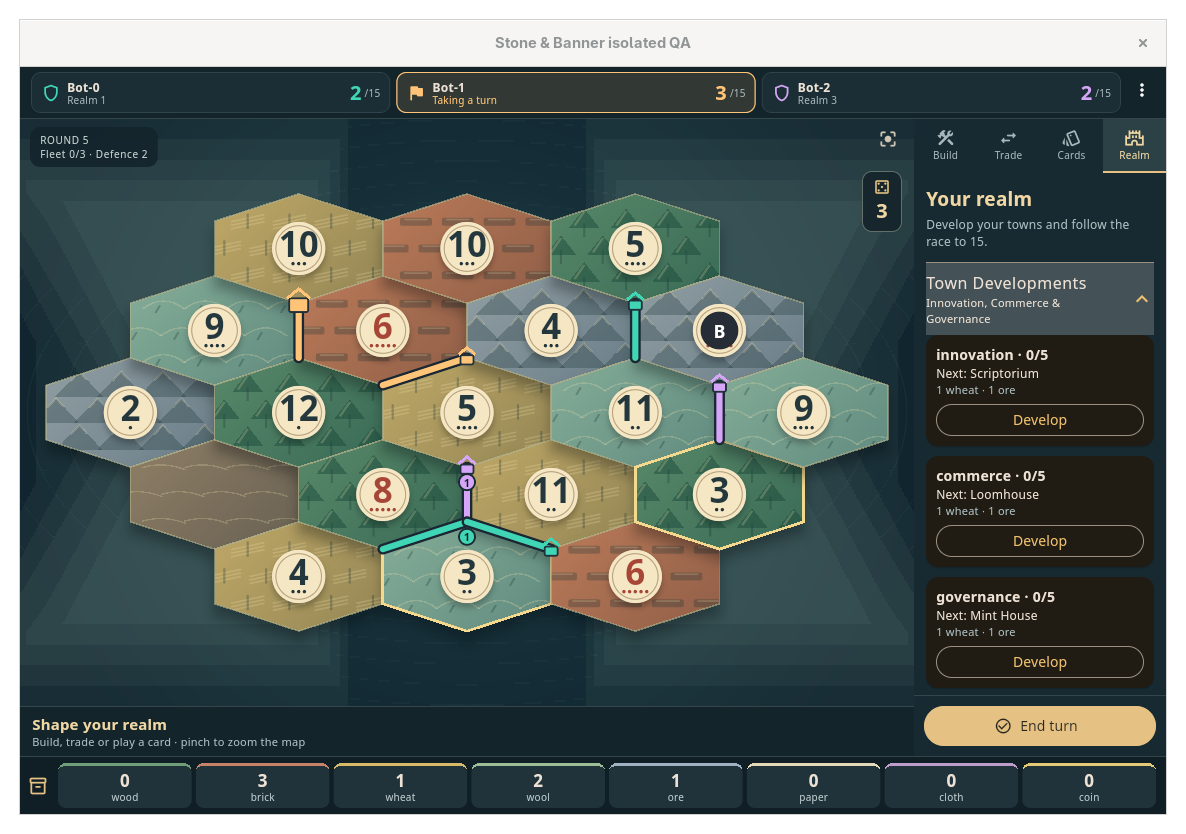 Stone & Banner isolated QA
Bot-0
Realm 1
2 /15
Bot-1
Taking a turn
3 /15
Bot-2
Realm 3
2 /15
ROUND 5
Fleet 0/3 · Defence 2
3
10
10
5
9
6
4
B
2
12
5
11
9
8
1
11
3
1
4
3
6
Build
Trade
Cards
Realm
Your realm
Develop your towns and follow the
race to 15.
Town Developments
Innovation, Commerce &
Governance
innovation · 0/5
Next: Scriptorium
1 wheat · 1 ore
Develop
commerce · 0/5
Next: Loomhouse
1 wheat · 1 ore
Develop
governance · 0/5
Next: Mint House
1 wheat · 1 ore
Develop
End turn
Shape your realm
Build, trade or play a card · pinch to zoom the map
0
wood
3
brick
1
wheat
2
wool
1
ore
0
paper
0
cloth
0
coin